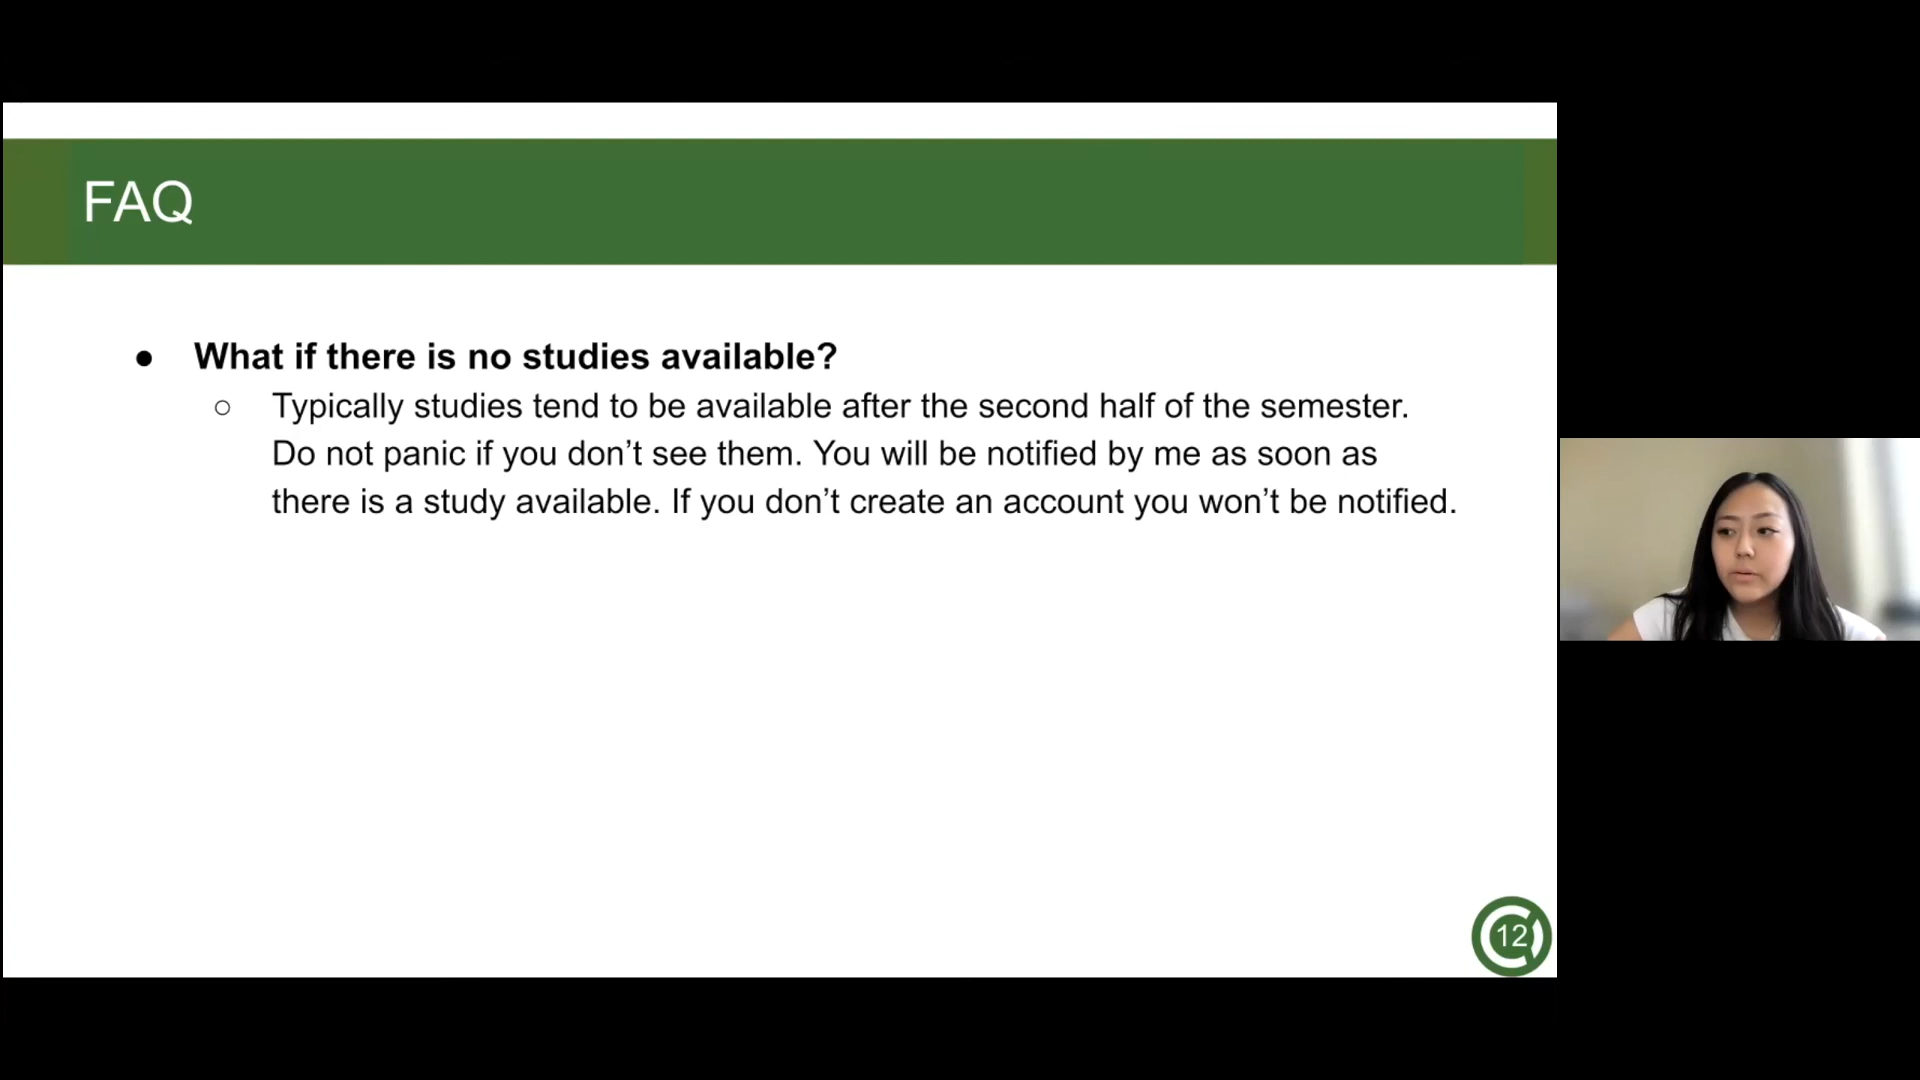 FAQ
● What if there is no studies available?
○ Typically studies tend to be available after the second half of the semester.
Do not panic if you don’t see them. You will be notified by me as soon as
there is a study available. If you don’t create an account you won’t be notified.
12